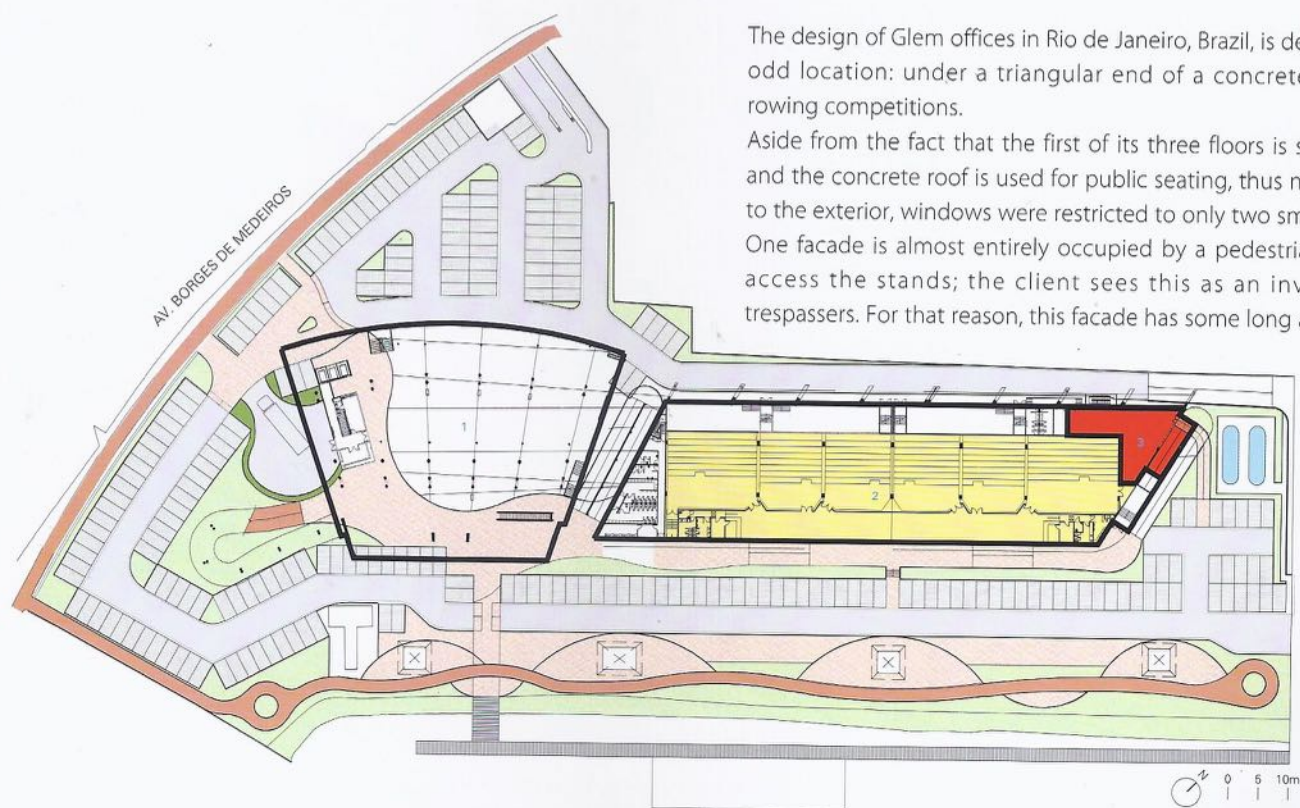 The design of Glem offices in Rio de Janeiro, Brazil, is de
odd location: under a triangular end of a concrete
rowing competitions.
Aside from the fact that the first of its three floors is s
and the concrete roof is used for public seating, thus n
to the exterior, windows were restricted to only two sm
One facade is almost entirely occupied by a pedestria
access the stands; the client sees this as an inv
trespassers. For that reason, this facade has some long a
AV. BORGES DE MEDEIROS
1
2
3
N
0 5 10m